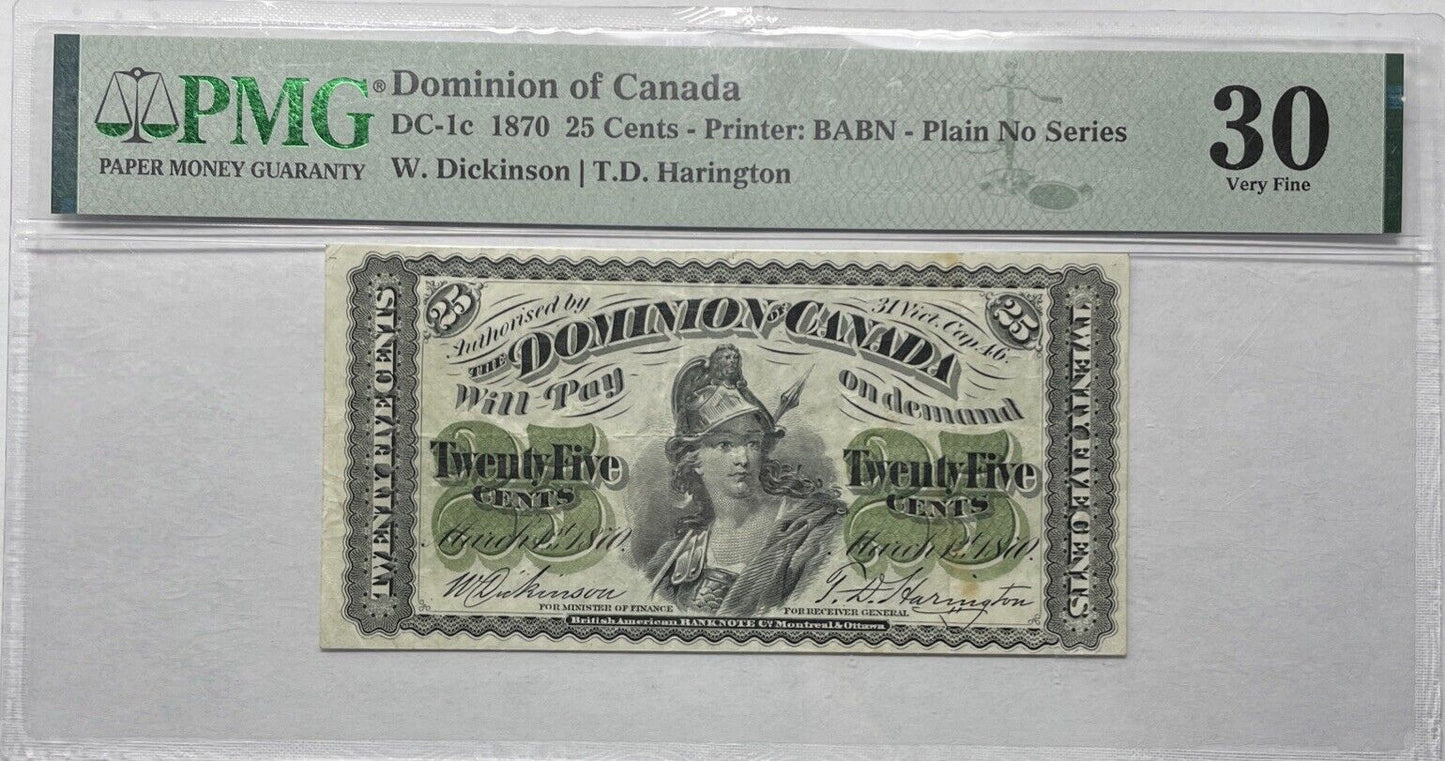 PMG®
PAPER MONEY GUARANTY
Dominion of Canada
DC-1c 1870 25 Cents - Printer: BABN - Plain No Series
W. Dickinson | T.D. Harington
30
Very Fine
25
Authorised by
31 Vict. Cap. 46.
25
THE DOMINION OF CANADA
Will Pay
on demand
TWENTY FIVE CENTS
TWENTY FIVE CENTS
25
Twenty Five
CENTS
March 1st. 1870.
25
Twenty Five
CENTS
March 1st. 1870.
W Dickinson
FOR MINISTER OF FINANCE
T. D. Harington
FOR RECEIVER GENERAL
British American BANKNOTE Co. Montreal & Ottawa